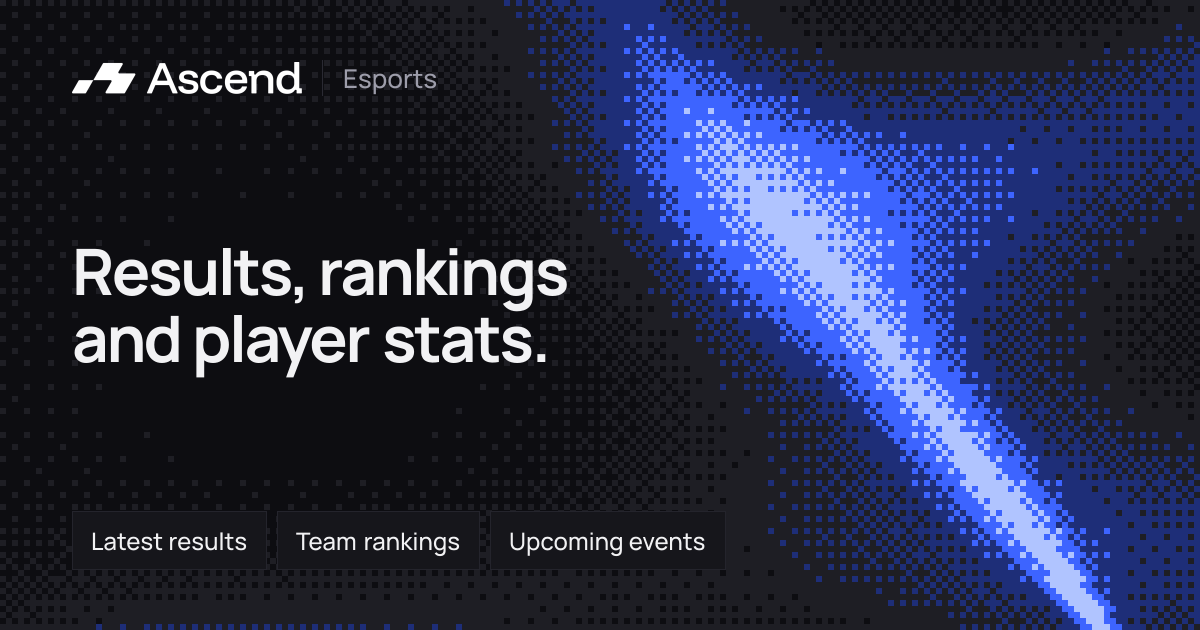 Ascend Esports
Results, rankings
and player stats.
Latest results Team rankings Upcoming events